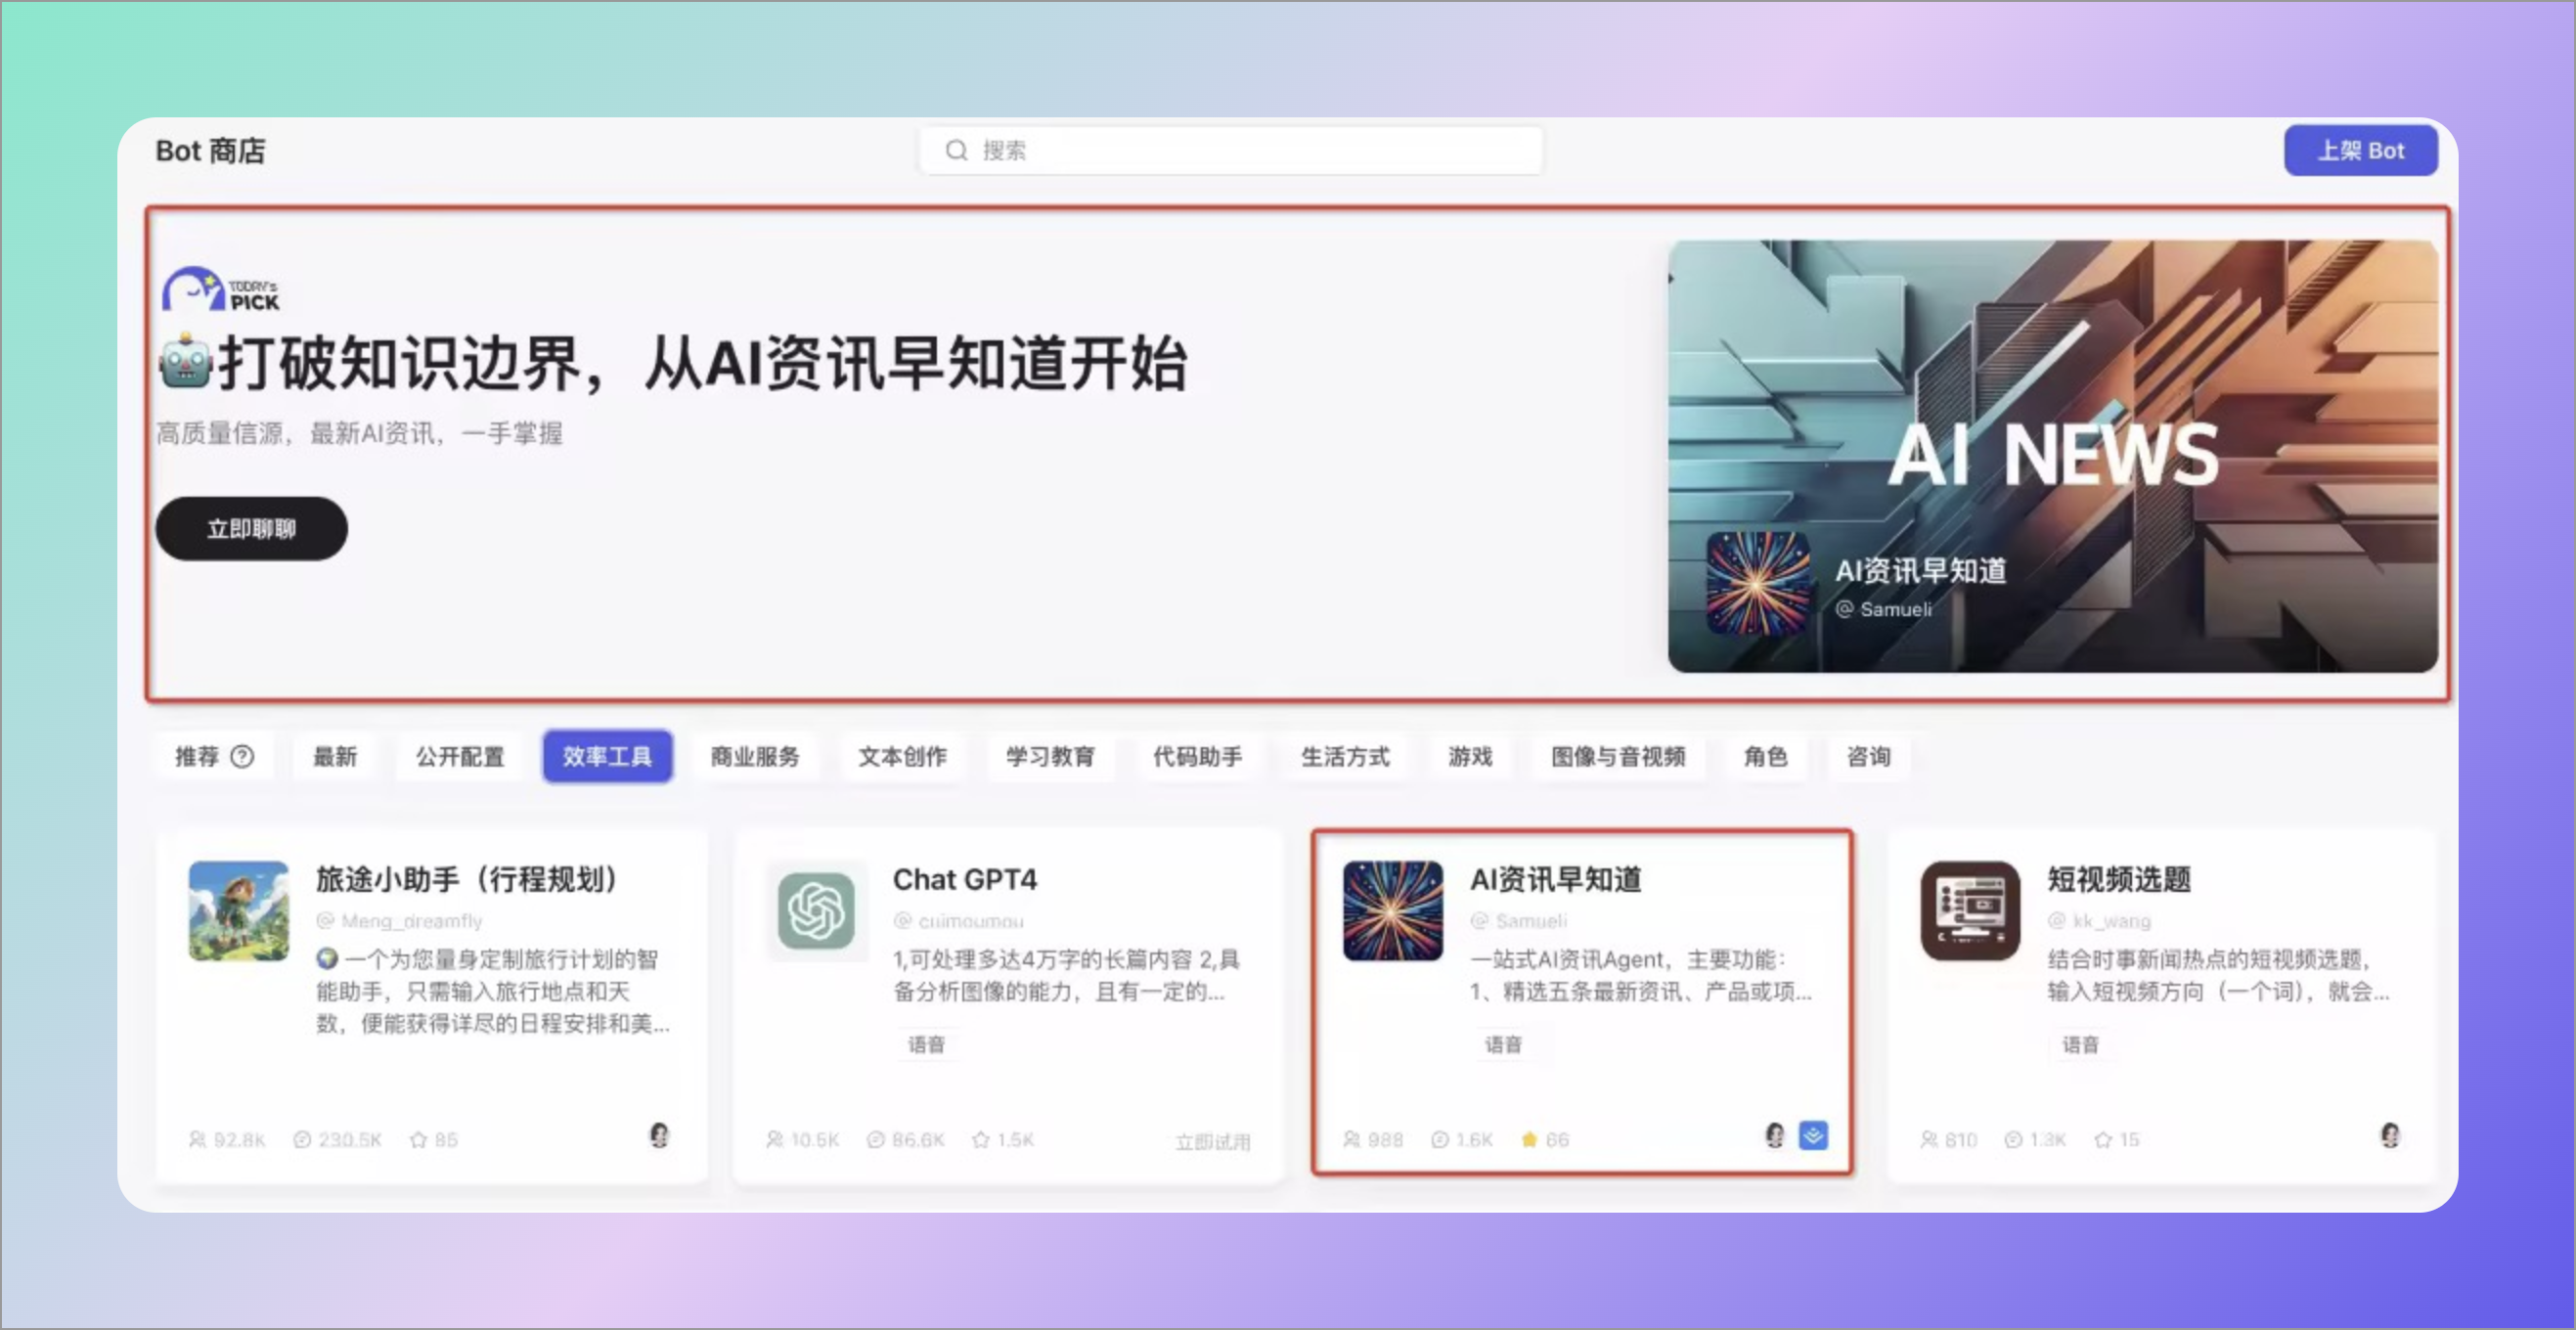 Bot 商店
搜索
上架 Bot
TODAY's
PICK
🤖打破知识边界，从AI资讯早知道开始
高质量信源，最新AI资讯，一手掌握
立即聊聊
AI NEWS
AI资讯早知道
@ Samueli
推荐 最新 公开配置 效率工具 商业服务 文本创作 学习教育 代码助手 生活方式 游戏 图像与音视频 角色 咨询
旅途小助手（行程规划）
@ Meng_dreamfly
🌍 一个为您量身定制旅行计划的智
能助手，只需输入旅行地点和天
数，便能获得详尽的日程安排和美...
92.8K 230.5K 85
Chat GPT4
@ cuimoumou
1,可处理多达4万字的长篇内容 2,具
备分析图像的能力，且有一定的...
语音
10.5K 86.6K 1.5K 立即试用
AI资讯早知道
@ Samueli
一站式AI资讯Agent，主要功能：
1、精选五条最新资讯、产品或项...
语音
988 1.6K 66
短视频选题
@ kk_wang
结合时事新闻热点的短视频选题，
输入短视频方向（一个词），就会...
语音
810 1.3K 15